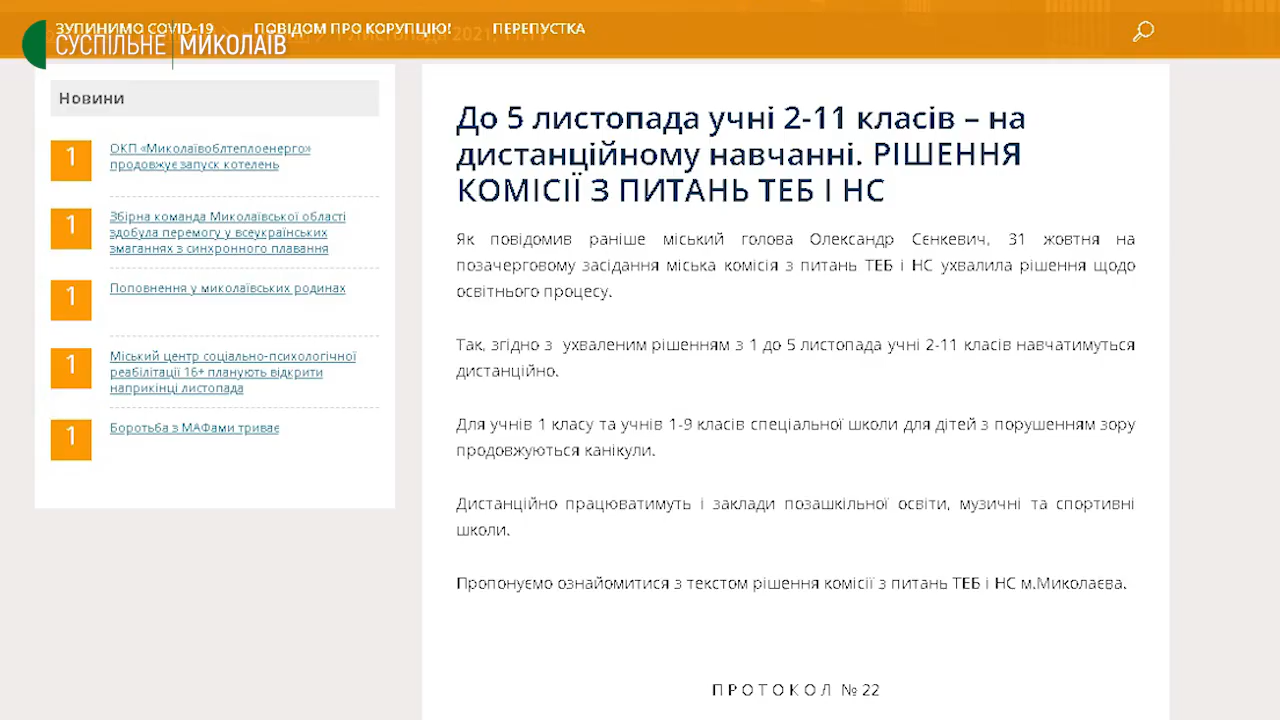 ЗУПИНИМО COVID-19 ПОВІДОМ ПРО КОРУПЦІЮ! ПЕРЕПУСТКА
СУСПІЛЬНЕ МИКОЛАЇВ
Новини
1 ОКП «Миколаївоблтеплоенерго»
продовжує запуск котелень
1 Збірна команда Миколаївської області
здобула перемогу у всеукраїнських
змаганнях з синхронного плавання
1 Поповнення у миколаївських родинах
1 Міський центр соціально-психологічної
реабілітації 16+ планують відкрити
наприкінці листопада
1 Боротьба з МАФами триває
До 5 листопада учні 2-11 класів – на
дистанційному навчанні. РІШЕННЯ
КОМІСІЇ З ПИТАНЬ ТЕБ І НС
Як повідомив раніше міський голова Олександр Сєнкевич, 31 жовтня на
позачерговому засідання міська комісія з питань ТЕБ і НС ухвалила рішення щодо
освітнього процесу.
Так, згідно з ухваленим рішенням з 1 до 5 листопада учні 2-11 класів навчатимуться
дистанційно.
Для учнів 1 класу та учнів 1-9 класів спеціальної школи для дітей з порушенням зору
продовжуються канікули.
Дистанційно працюватимуть і заклади позашкільної освіти, музичні та спортивні
школи.
Пропонуємо ознайомитися з текстом рішення комісії з питань ТЕБ і НС м.Миколаєва.
П Р О Т О К О Л № 22